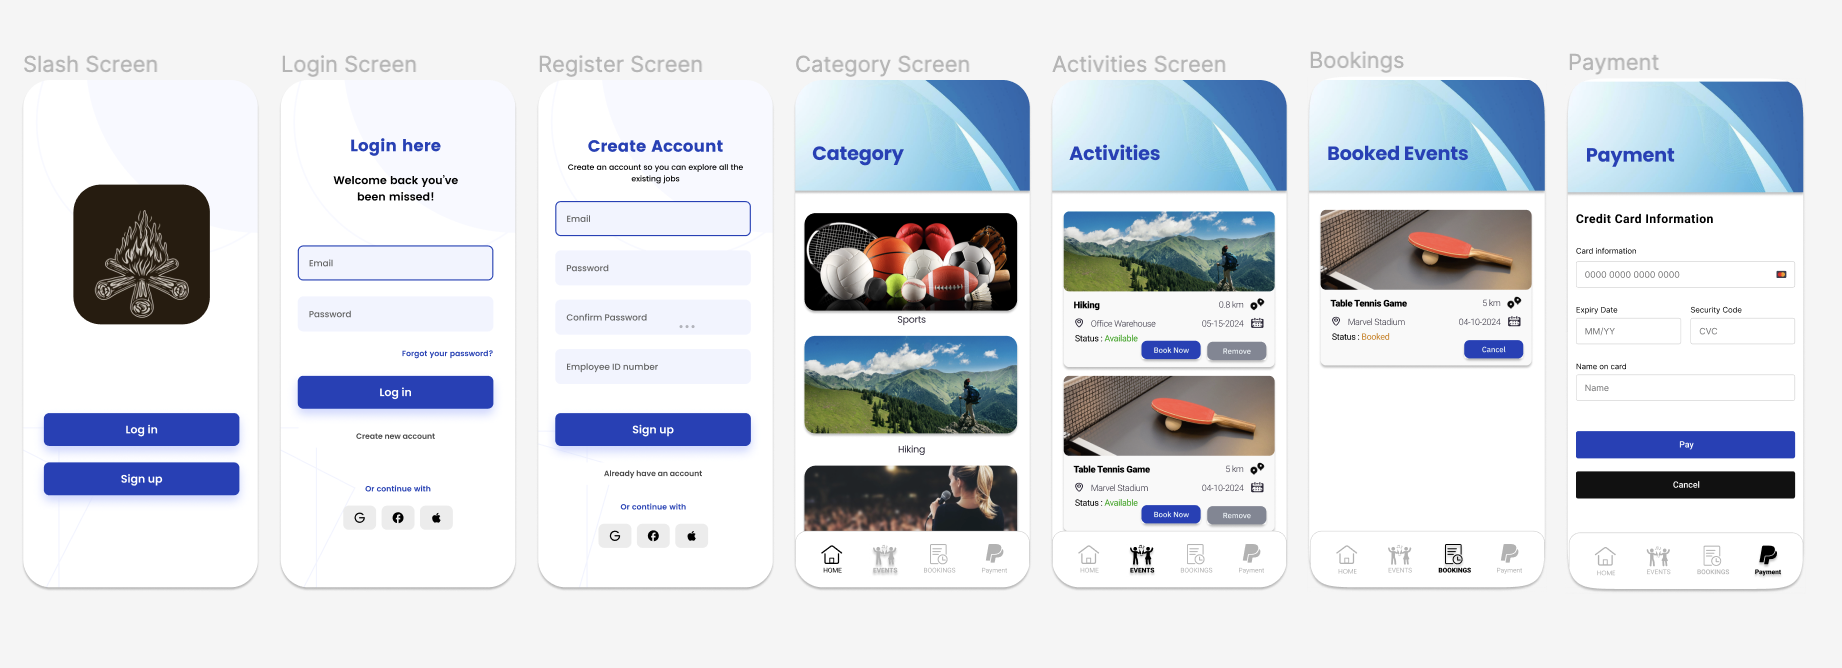 Slash Screen
Log in
Sign up
Login Screen
Login here
Welcome back you've
been missed!
Email
Password
Forgot your password?
Log in
Create new account
Or continue with
Register Screen
Create Account
Create an account so you can explore all the
existing jobs
Email
Password
Confirm Password
Employee ID number
Sign up
Already have an account
Or continue with
Category Screen
Category
Sports
Hiking
HOME
EVENTS
BOOKINGS
Payment
Activities Screen
Activities
Hiking
0.8 km
Office Warehouse
05-15-2024
Status : Available
Book Now
Remove
Table Tennis Game
5 km
Marvel Stadium
04-10-2024
Status : Available
Book Now
Remove
HOME
EVENTS
BOOKINGS
Payment
Bookings
Booked Events
Table Tennis Game
5 km
Marvel Stadium
04-10-2024
Status : Booked
Cancel
HOME
EVENTS
BOOKINGS
Payment
Payment
Payment
Credit Card Information
Card information
0000 0000 0000 0000
Expiry Date
Security Code
MM/YY
CVC
Name on card
Name
Pay
Cancel
HOME
EVENTS
BOOKINGS
Payment